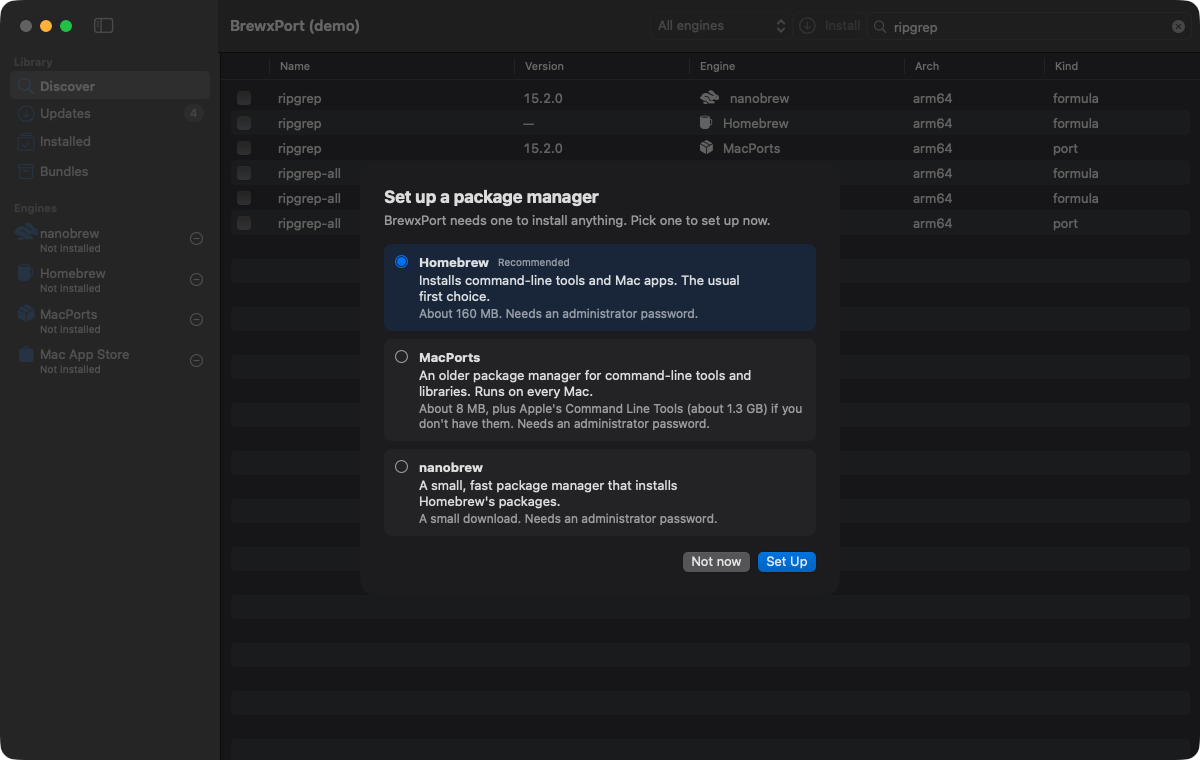 BrewxPort (demo)
All engines
Install
ripgrep
Library
Discover
Updates 4
Installed
Bundles
Engines
nanobrew
Not installed
Homebrew
Not installed
MacPorts
Not installed
Mac App Store
Not installed
Name Version Engine Arch Kind
ripgrep 15.2.0 nanobrew arm64 formula
ripgrep — Homebrew arm64 formula
ripgrep 15.2.0 MacPorts arm64 port
ripgrep-all arm64 formula
ripgrep-all arm64 formula
ripgrep-all arm64 port
Set up a package manager
BrewxPort needs one to install anything. Pick one to set up now.
Homebrew Recommended
Installs command-line tools and Mac apps. The usual
first choice.
About 160 MB. Needs an administrator password.
MacPorts
An older package manager for command-line tools and
libraries. Runs on every Mac.
About 8 MB, plus Apple's Command Line Tools (about 1.3 GB) if you
don't have them. Needs an administrator password.
nanobrew
A small, fast package manager that installs
Homebrew's packages.
A small download. Needs an administrator password.
Not now
Set Up